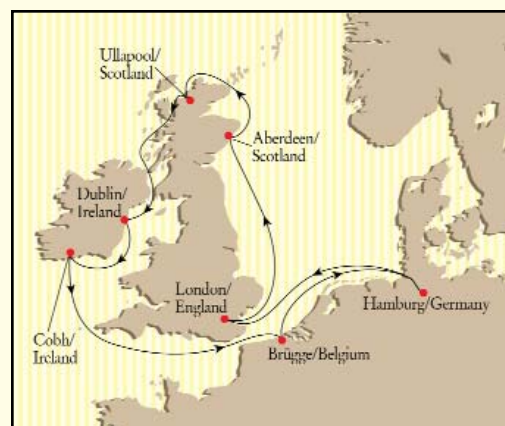 Ullapool/
Scotland
Aberdeen/
Scotland
Dublin/
Ireland
London/
England
Hamburg/Germany
Cobh/
Ireland
Brügge/Belgium